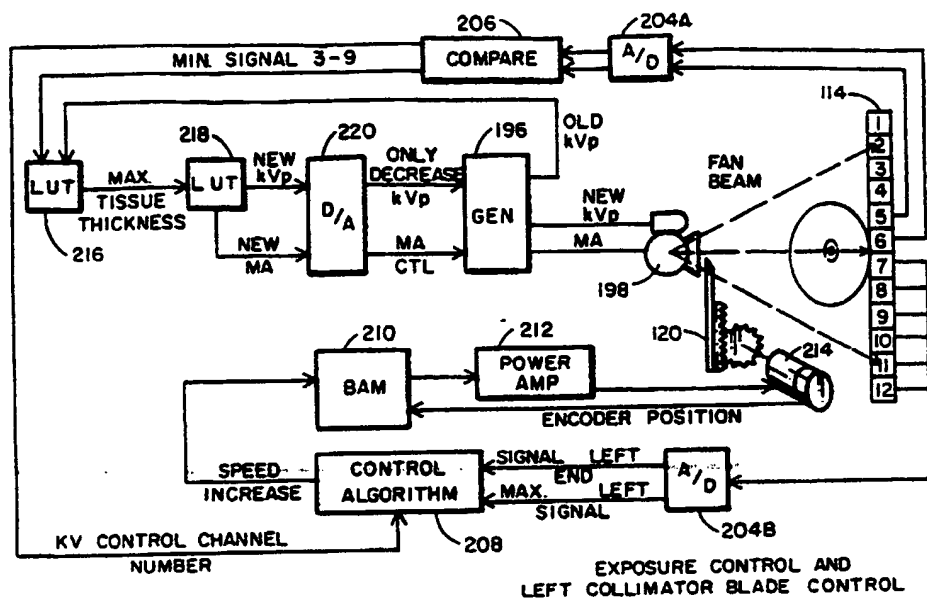 206
204A
COMPARE
A/D
MIN. SIGNAL 3-9
114
1
2
3
4
5
6
7
8
9
10
11
12
218
220
196
OLD
kVp
LUT
MAX.
TISSUE
THICKNESS
216
LUT
NEW
kVp
NEW
MA
D/A
ONLY
DECREASE
kVp
MA
CTL
GEN
NEW
kVp
MA
FAN
BEAM
198
120
214
210
212
BAM
POWER
AMP
ENCODER POSITION
SPEED
INCREASE
CONTROL
ALGORITHM
208
SIGNAL LEFT
END
MAX. LEFT
SIGNAL
A/D
204B
KV CONTROL CHANNEL
NUMBER
EXPOSURE CONTROL AND
LEFT COLLIMATOR BLADE CONTROL